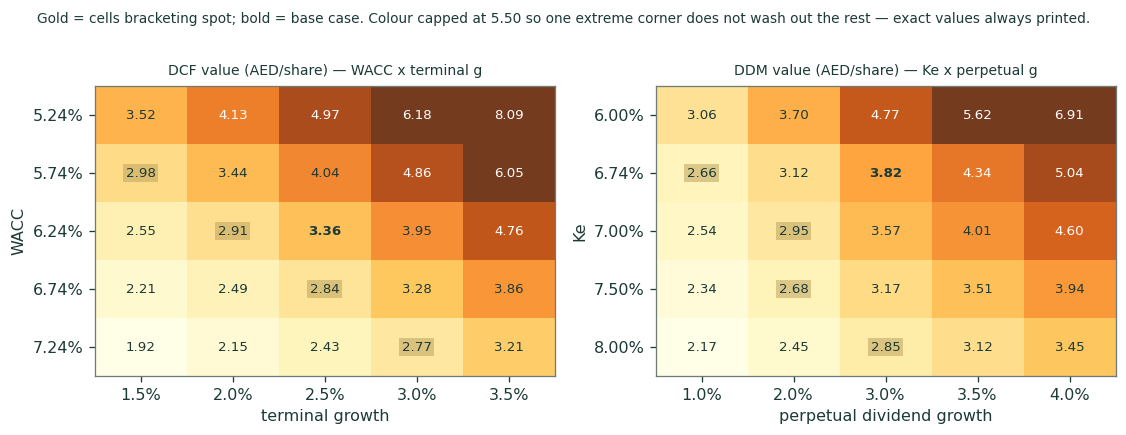 Gold = cells bracketing spot; bold = base case. Colour capped at 5.50 so one extreme corner does not wash out the rest — exact values always printed.
DCF value (AED/share) — WACC x terminal g
WACC
5.24% 3.52 4.13 4.97 6.18 8.09
5.74% 2.98 3.44 4.04 4.86 6.05
6.24% 2.55 2.91 3.36 3.95 4.76
6.74% 2.21 2.49 2.84 3.28 3.86
7.24% 1.92 2.15 2.43 2.77 3.21
1.5% 2.0% 2.5% 3.0% 3.5%
terminal growth
DDM value (AED/share) — Ke x perpetual g
Ke
6.00% 3.06 3.70 4.77 5.62 6.91
6.74% 2.66 3.12 3.82 4.34 5.04
7.00% 2.54 2.95 3.57 4.01 4.60
7.50% 2.34 2.68 3.17 3.51 3.94
8.00% 2.17 2.45 2.85 3.12 3.45
1.0% 2.0% 3.0% 3.5% 4.0%
perpetual dividend growth